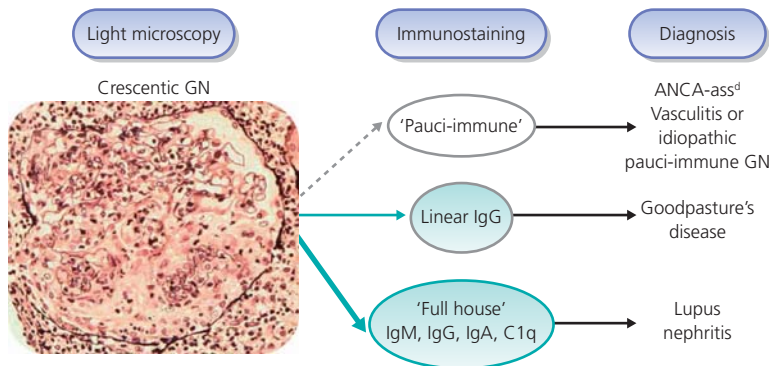 Light microscopy
Immunostaining
Diagnosis
Crescentic GN
‘Pauci-immune’
ANCA-assᵈ
Vasculitis or
idiopathic
pauci-immune GN
Linear IgG
Goodpasture’s
disease
‘Full house’
IgM, IgG, IgA, C1q
Lupus
nephritis